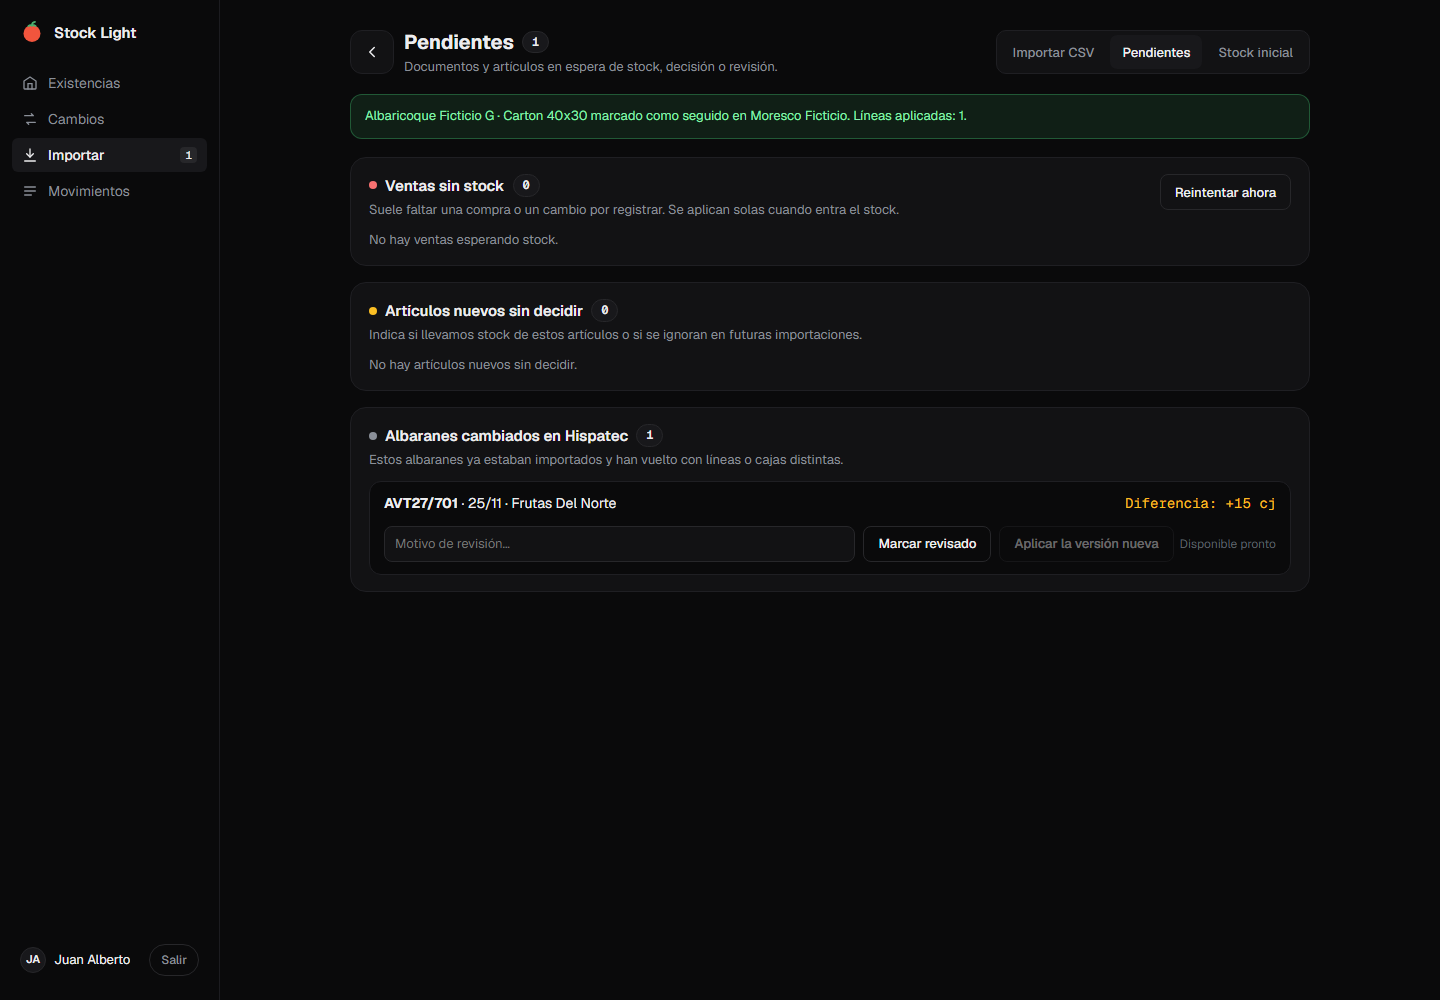 Stock Light
Existencias
Cambios
Importar 1
Movimientos
JA Juan Alberto Salir
Pendientes 1
Documentos y artículos en espera de stock, decisión o revisión.
Importar CSV Pendientes Stock inicial
Albaricoque Ficticio G · Carton 40x30 marcado como seguido en Moresco Ficticio. Líneas aplicadas: 1.
Ventas sin stock 0
Suele faltar una compra o un cambio por registrar. Se aplican solas cuando entra el stock.
Reintentar ahora
No hay ventas esperando stock.
Artículos nuevos sin decidir 0
Indica si llevamos stock de estos artículos o si se ignoran en futuras importaciones.
No hay artículos nuevos sin decidir.
Albaranes cambiados en Hispatec 1
Estos albaranes ya estaban importados y han vuelto con líneas o cajas distintas.
AVT27/701 · 25/11 · Frutas Del Norte Diferencia: +15 cj
Motivo de revisión... Marcar revisado Aplicar la versión nueva Disponible pronto